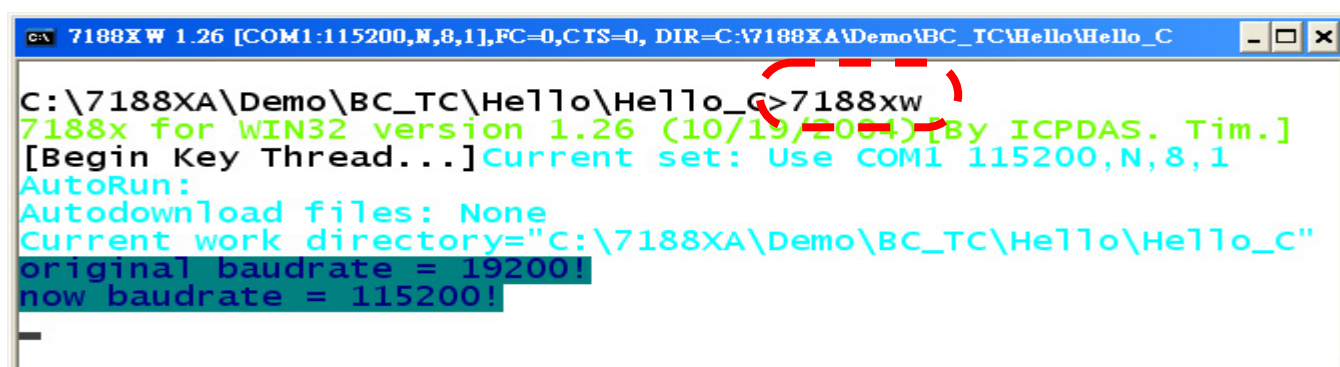 7188XW 1.26 [COM1:115200,N,8,1],FC=0,CTS=0, DIR=C:\7188XA\Demo\BC_TC\Hello\Hello_C
C:\7188XA\Demo\BC_TC\Hello\Hello_C>7188xw
7188x for WIN32 version 1.26 (10/19/2004)[By ICPDAS. Tim.]
[Begin Key Thread...]Current set: Use COM1 115200,N,8,1
AutoRun:
Autodownload files: None
Current work directory="C:\7188XA\Demo\BC_TC\Hello\Hello_C"
original baudrate = 19200!
now baudrate = 115200!